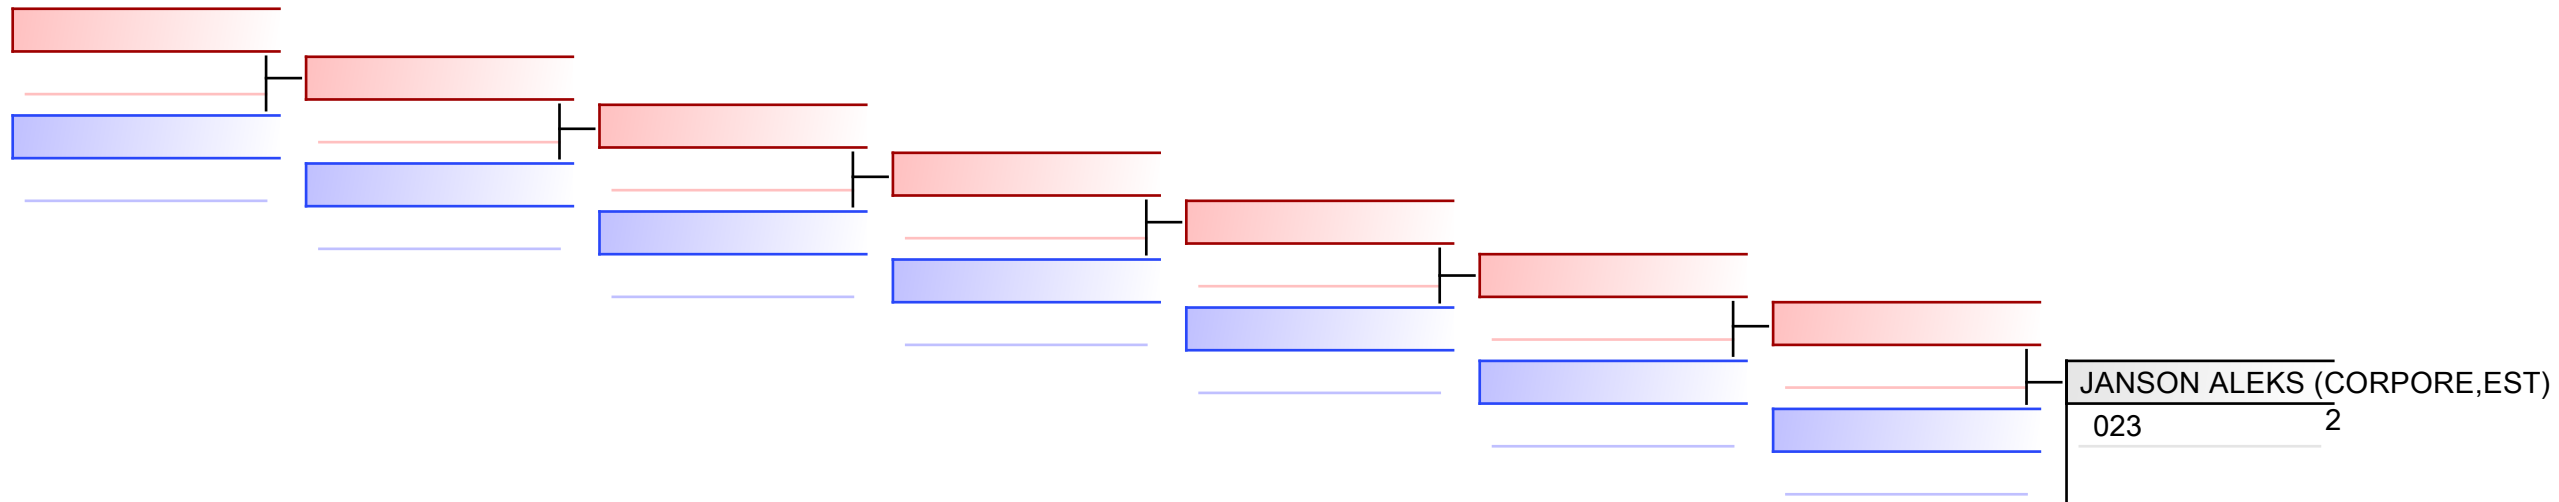 JANSON ALEKS (CORPORE,EST)
023 2